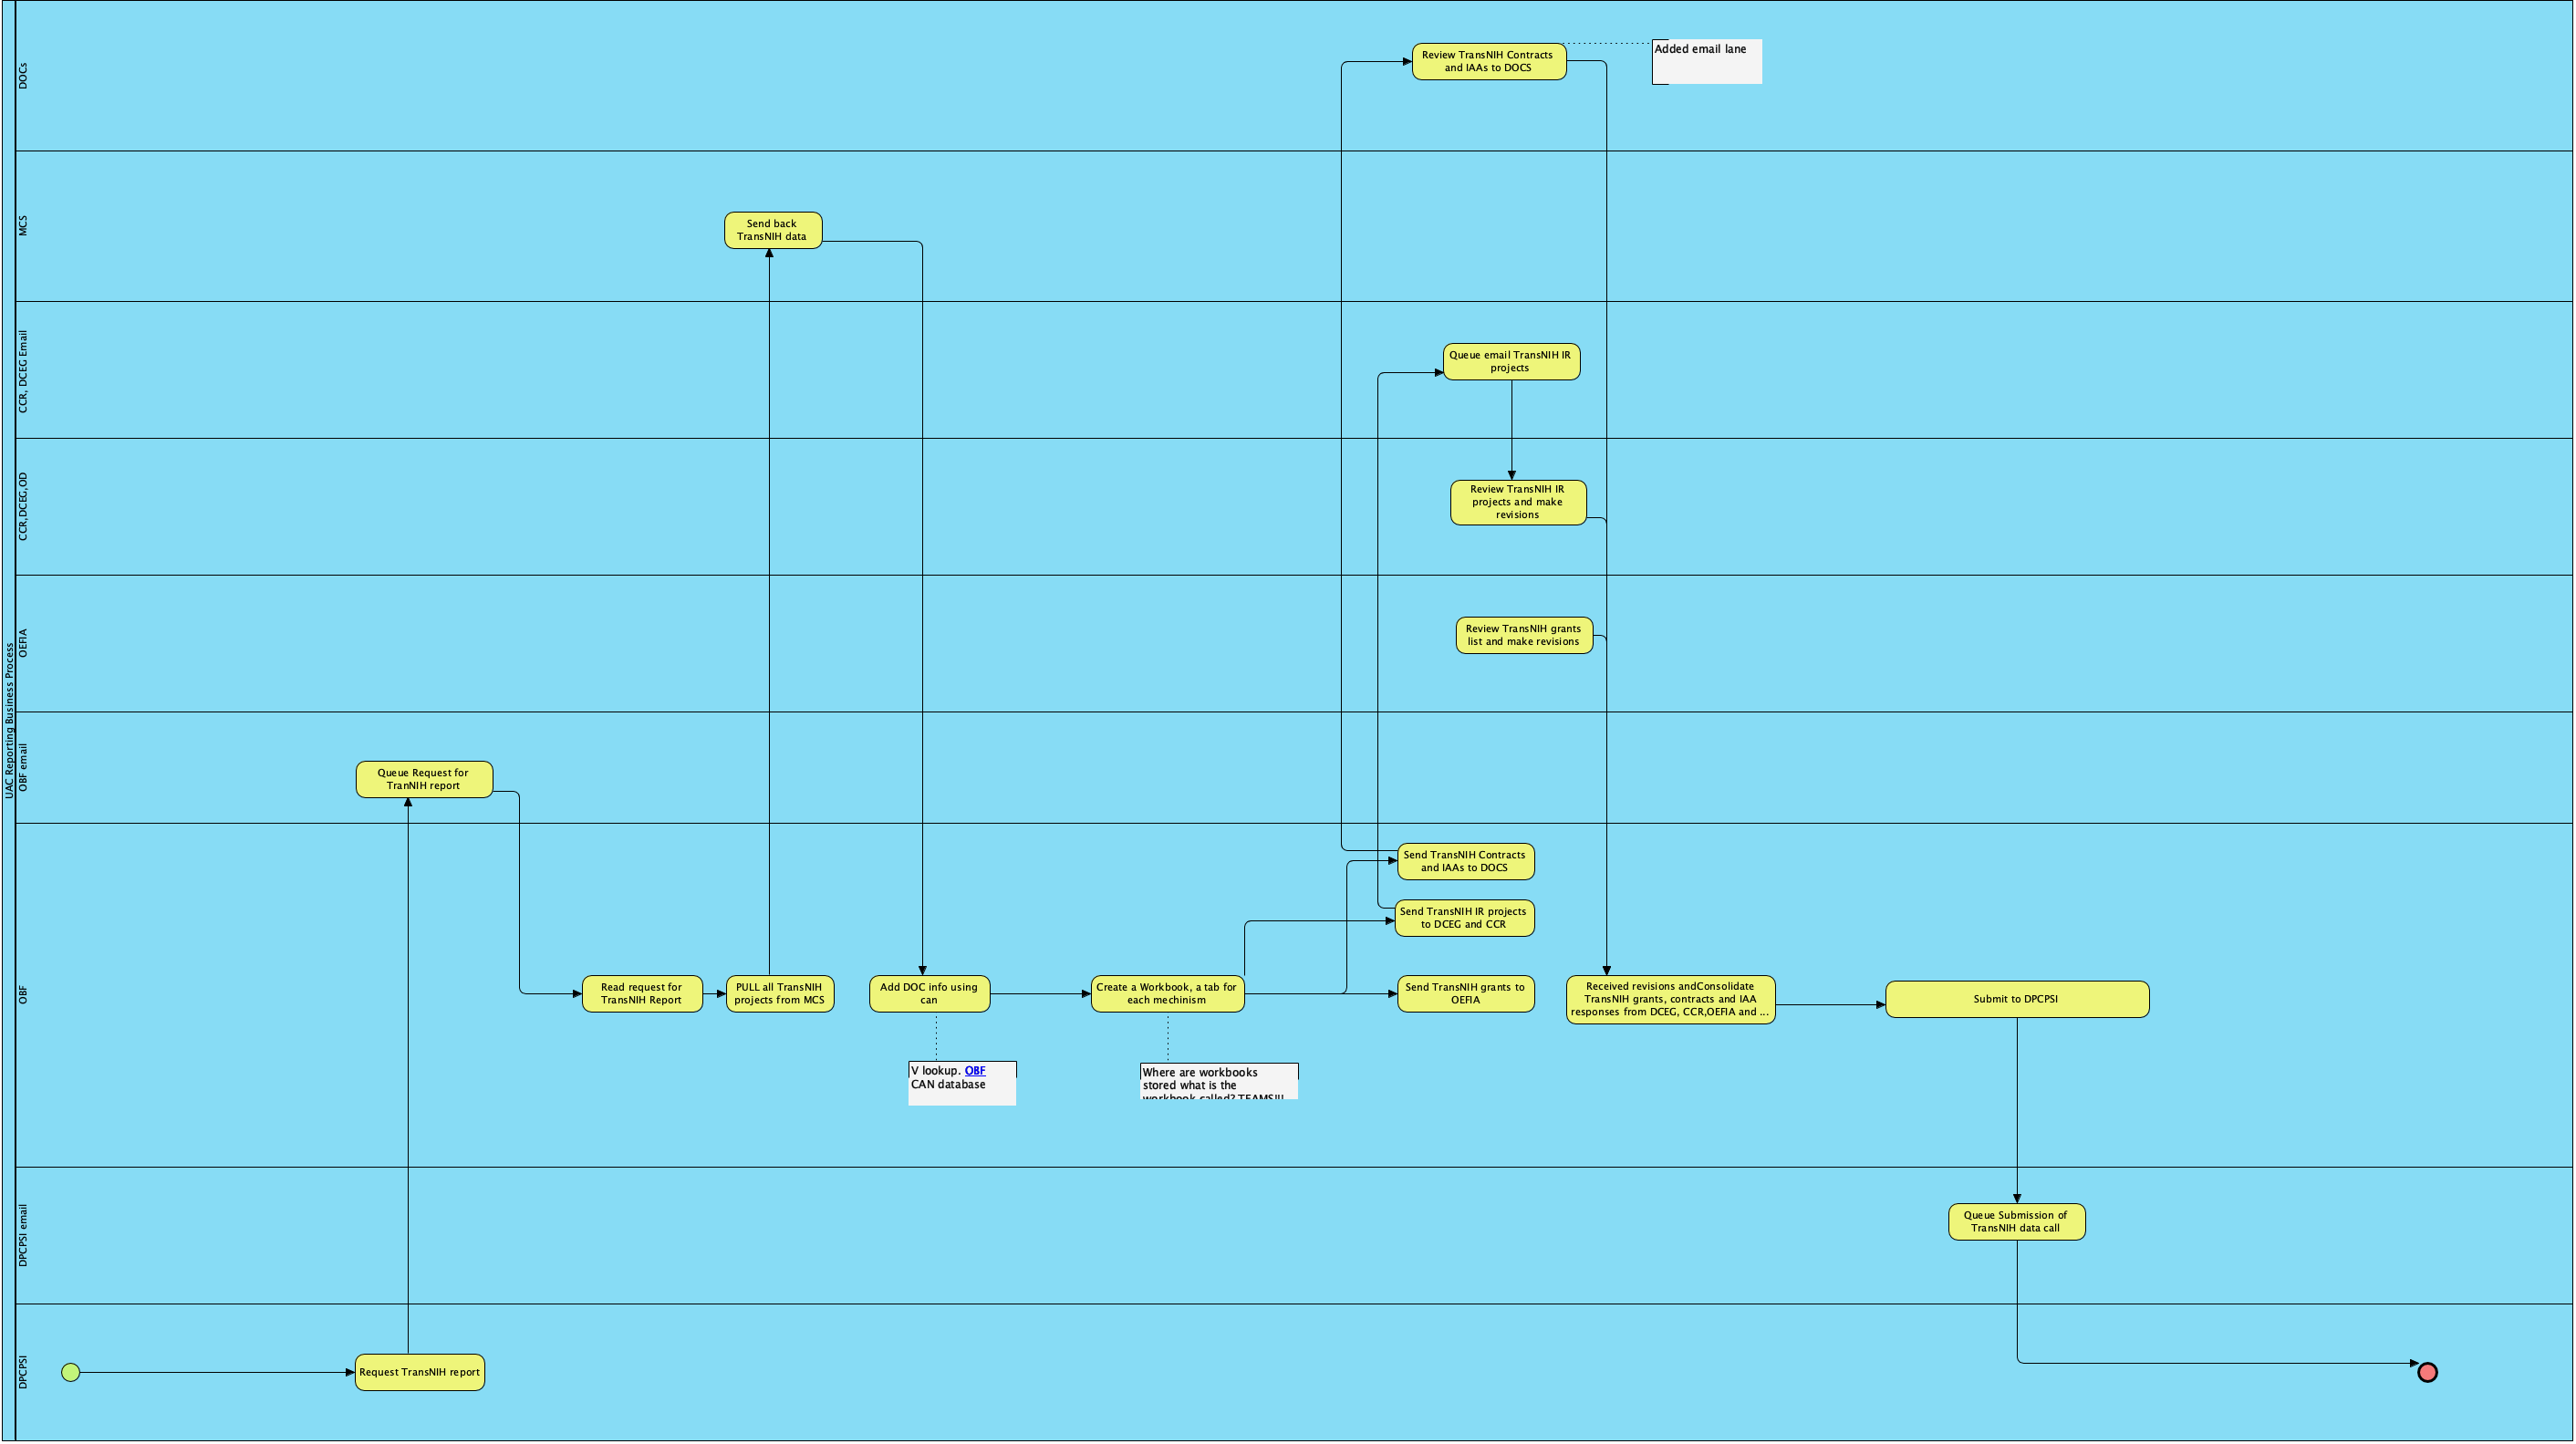 UAC Reporting Business Process
DOCs
Review TransNIH Contracts
and IAAs to DOCS
Added email lane
MCS
Send back
TransNIH data
CCR, DCEG Email
Queue email TransNIH IR
projects
CCR,DCEG,OD
Review TransNIH IR
projects and make
revisions
OEFIA
Review TransNIH grants
list and make revisions
OBF email
Queue Request for
TranNIH report
OBF
Send TransNIH Contracts
and IAAs to DOCS
Send TransNIH IR projects
to DCEG and CCR
Read request for
TransNIH Report
PULL all TransNIH
projects from MCS
Add DOC info using
can
Create a Workbook, a tab for
each mechinism
Send TransNIH grants to
OEFIA
Received revisions andConsolidate
TransNIH grants, contracts and IAA
responses from DCEG, CCR,OEFIA and ...
Submit to DPCPSI
V lookup. OBF
CAN database
Where are workbooks
stored what is the
workbook called? TEAMS!!!
DPCPSI email
Queue Submission of
TransNIH data call
DPCPSI
Request TransNIH report